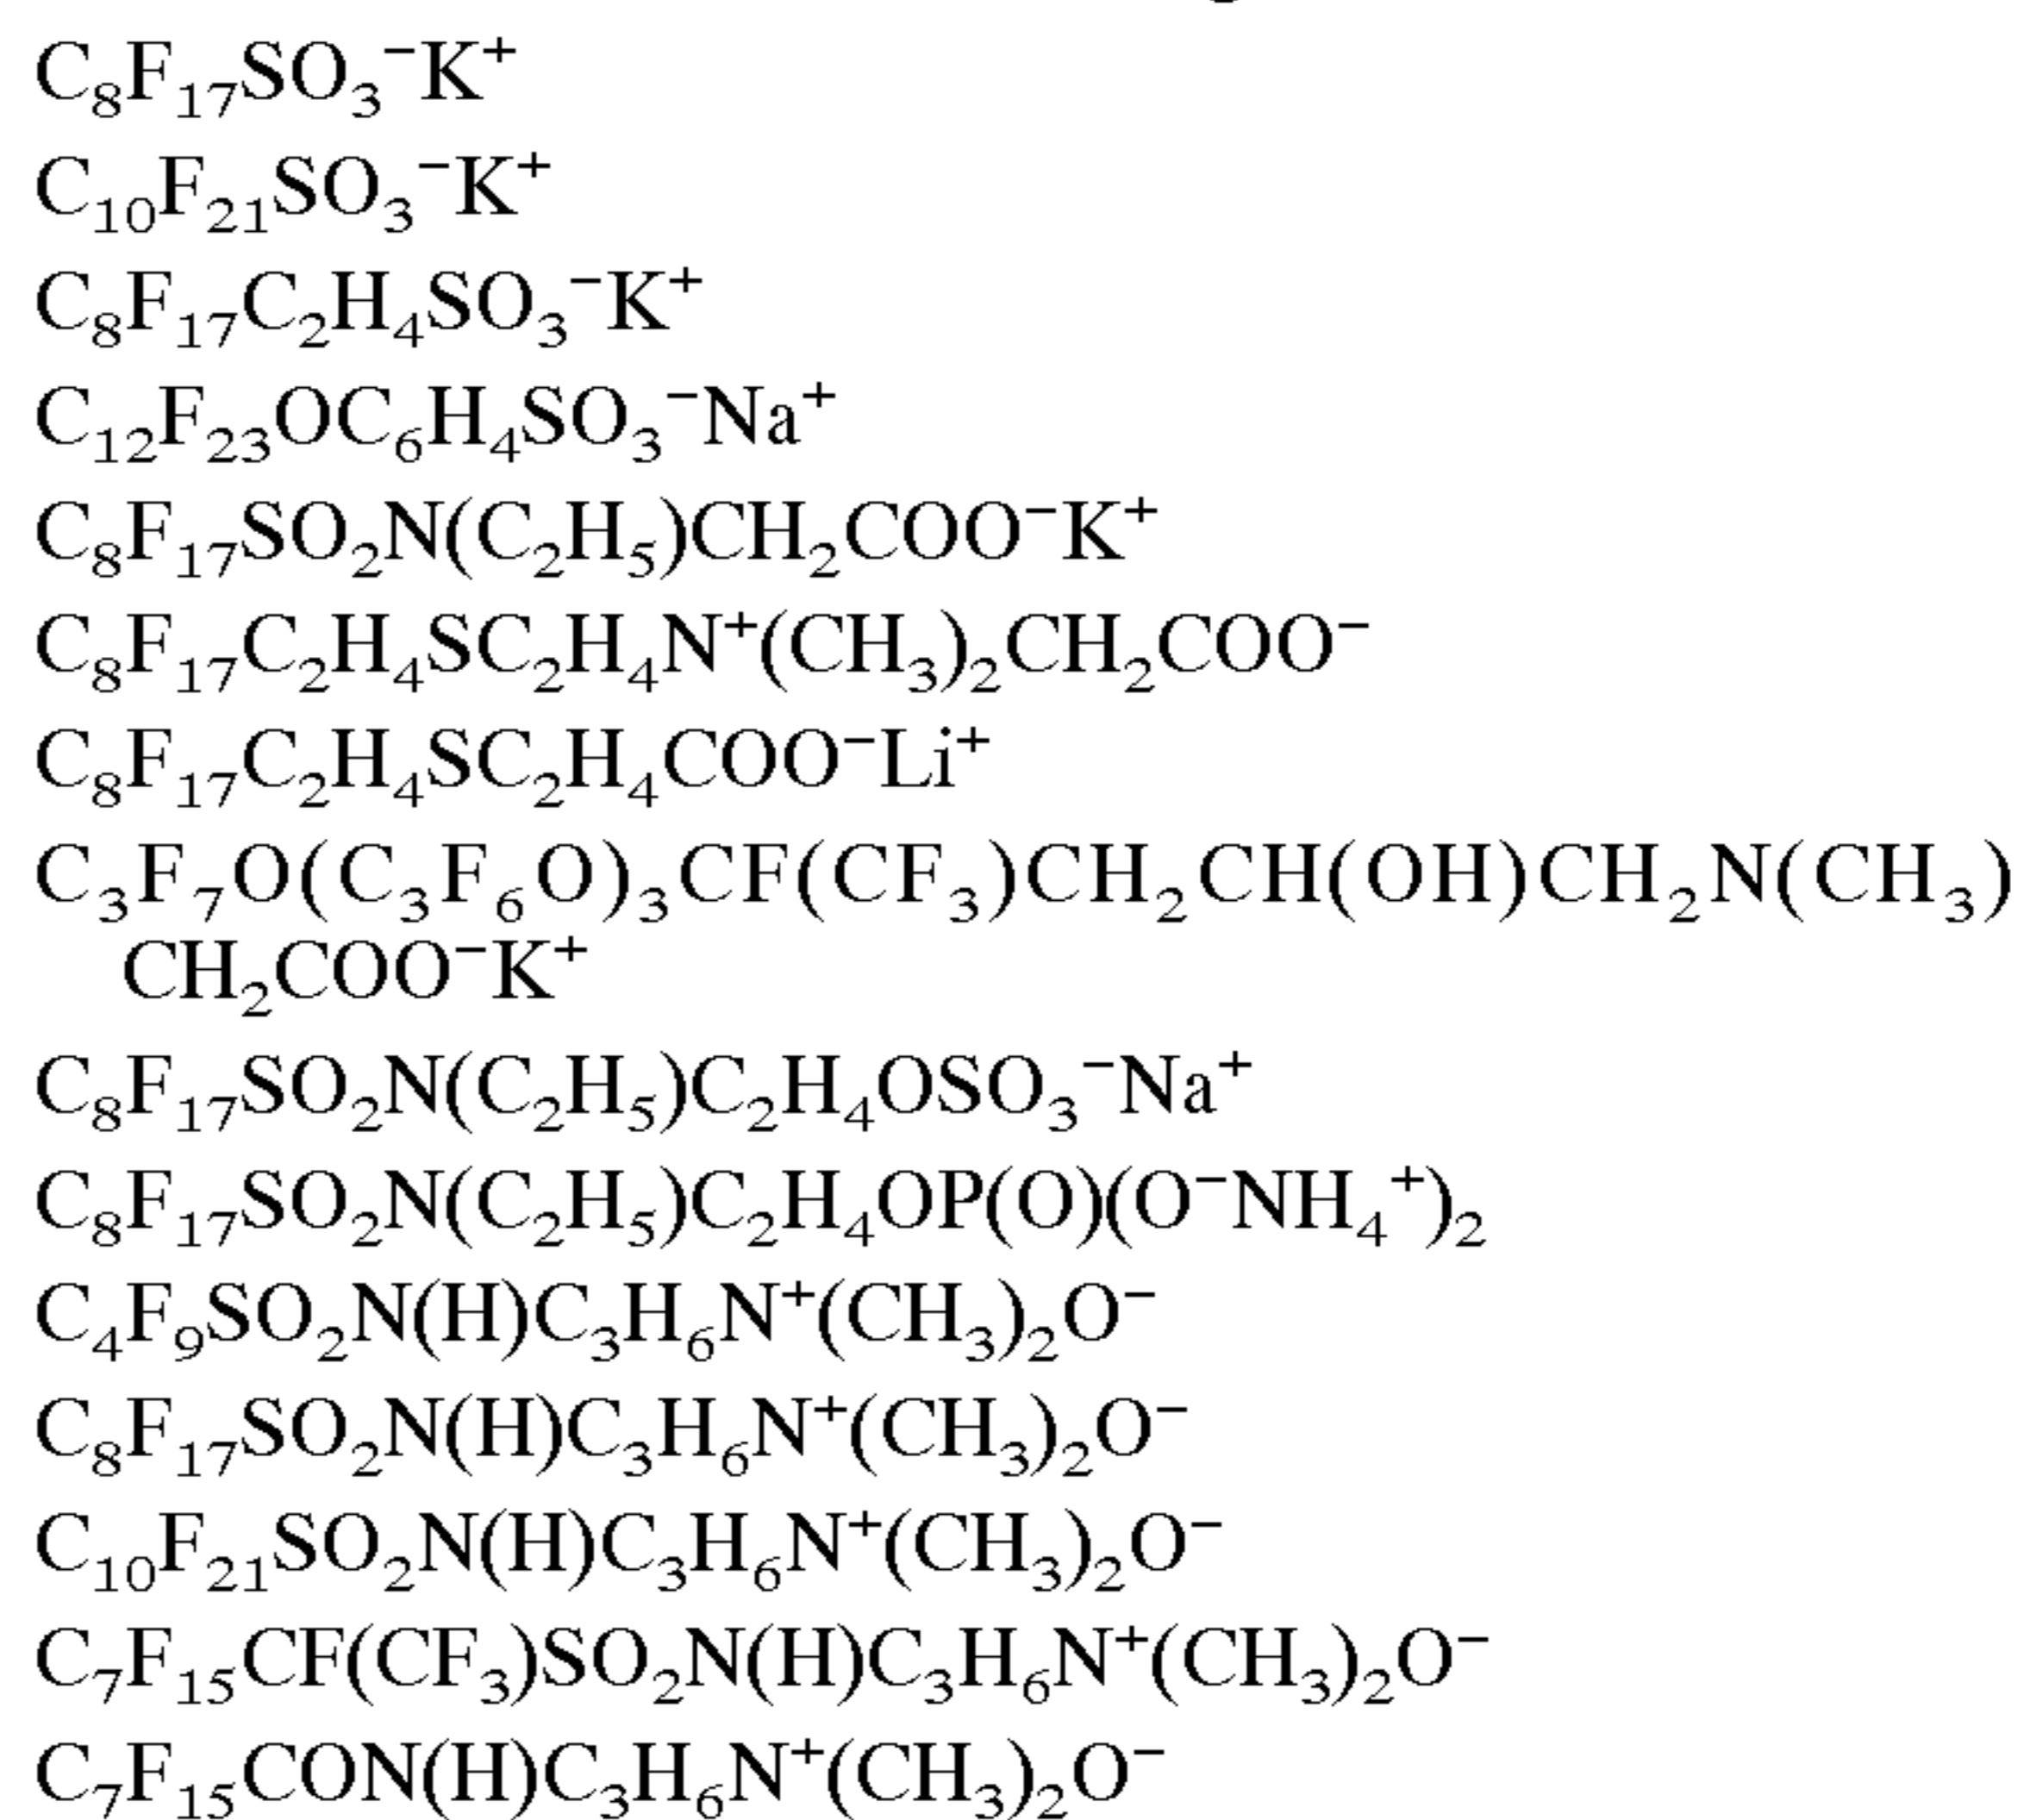 C₈F₁₇SO₃⁻K⁺
C₁₀F₂₁SO₃⁻K⁺
C₈F₁₇C₂H₄SO₃⁻K⁺
C₁₂F₂₃OC₆H₄SO₃⁻Na⁺
C₈F₁₇SO₂N(C₂H₅)CH₂COO⁻K⁺
C₈F₁₇C₂H₄SC₂H₄N⁺(CH₃)₂CH₂COO⁻
C₈F₁₇C₂H₄SC₂H₄COO⁻Li⁺
C₃F₇O(C₃F₆O)₃CF(CF₃)CH₂CH(OH)CH₂N(CH₃)
CH₂COO⁻K⁺
C₈F₁₇SO₂N(C₂H₅)C₂H₄OSO₃⁻Na⁺
C₈F₁₇SO₂N(C₂H₅)C₂H₄OP(O)(O⁻NH₄⁺)₂
C₄F₉SO₂N(H)C₃H₆N⁺(CH₃)₂O⁻
C₈F₁₇SO₂N(H)C₃H₆N⁺(CH₃)₂O⁻
C₁₀F₂₁SO₂N(H)C₃H₆N⁺(CH₃)₂O⁻
C₇F₁₅CF(CF₃)SO₂N(H)C₃H₆N⁺(CH₃)₂O⁻
C₇F₁₅CON(H)C₃H₆N⁺(CH₃)₂O⁻